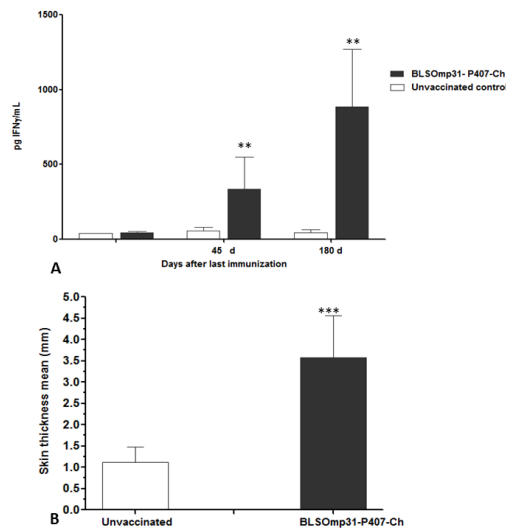 1500
1000
500
0
pg IFNγ/mL
**
**
BLSOmp31- P407-Ch
Unvaccinated control
45 d
180 d
Days after last immunization
A
5.0
4.5
4.0
3.5
3.0
2.5
2.0
1.5
1.0
0.5
0.0
Skin thickness mean (mm)
***
Unvaccinated
BLSOmp31-P407-Ch
B